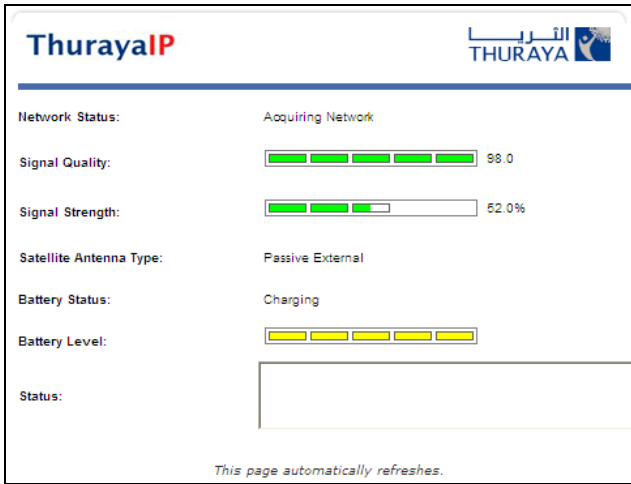 ThurayaIP
الثريا
THURAYA
Network Status: Acquiring Network
Signal Quality: 98.0
Signal Strength: 52.0%
Satellite Antenna Type: Passive External
Battery Status: Charging
Battery Level:
Status:
This page automatically refreshes.